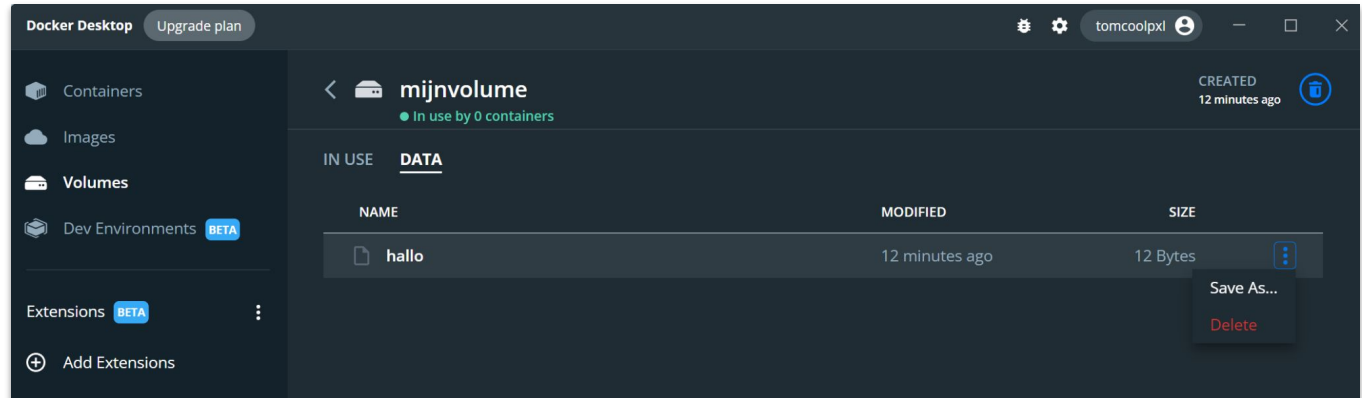 Docker Desktop Upgrade plan tomcoolpxl
Containers
Images
Volumes
Dev Environments BETA
Extensions BETA
Add Extensions
mijnvolume
In use by 0 containers
CREATED
12 minutes ago
IN USE DATA
NAME MODIFIED SIZE
hallo 12 minutes ago 12 Bytes
Save As...
Delete